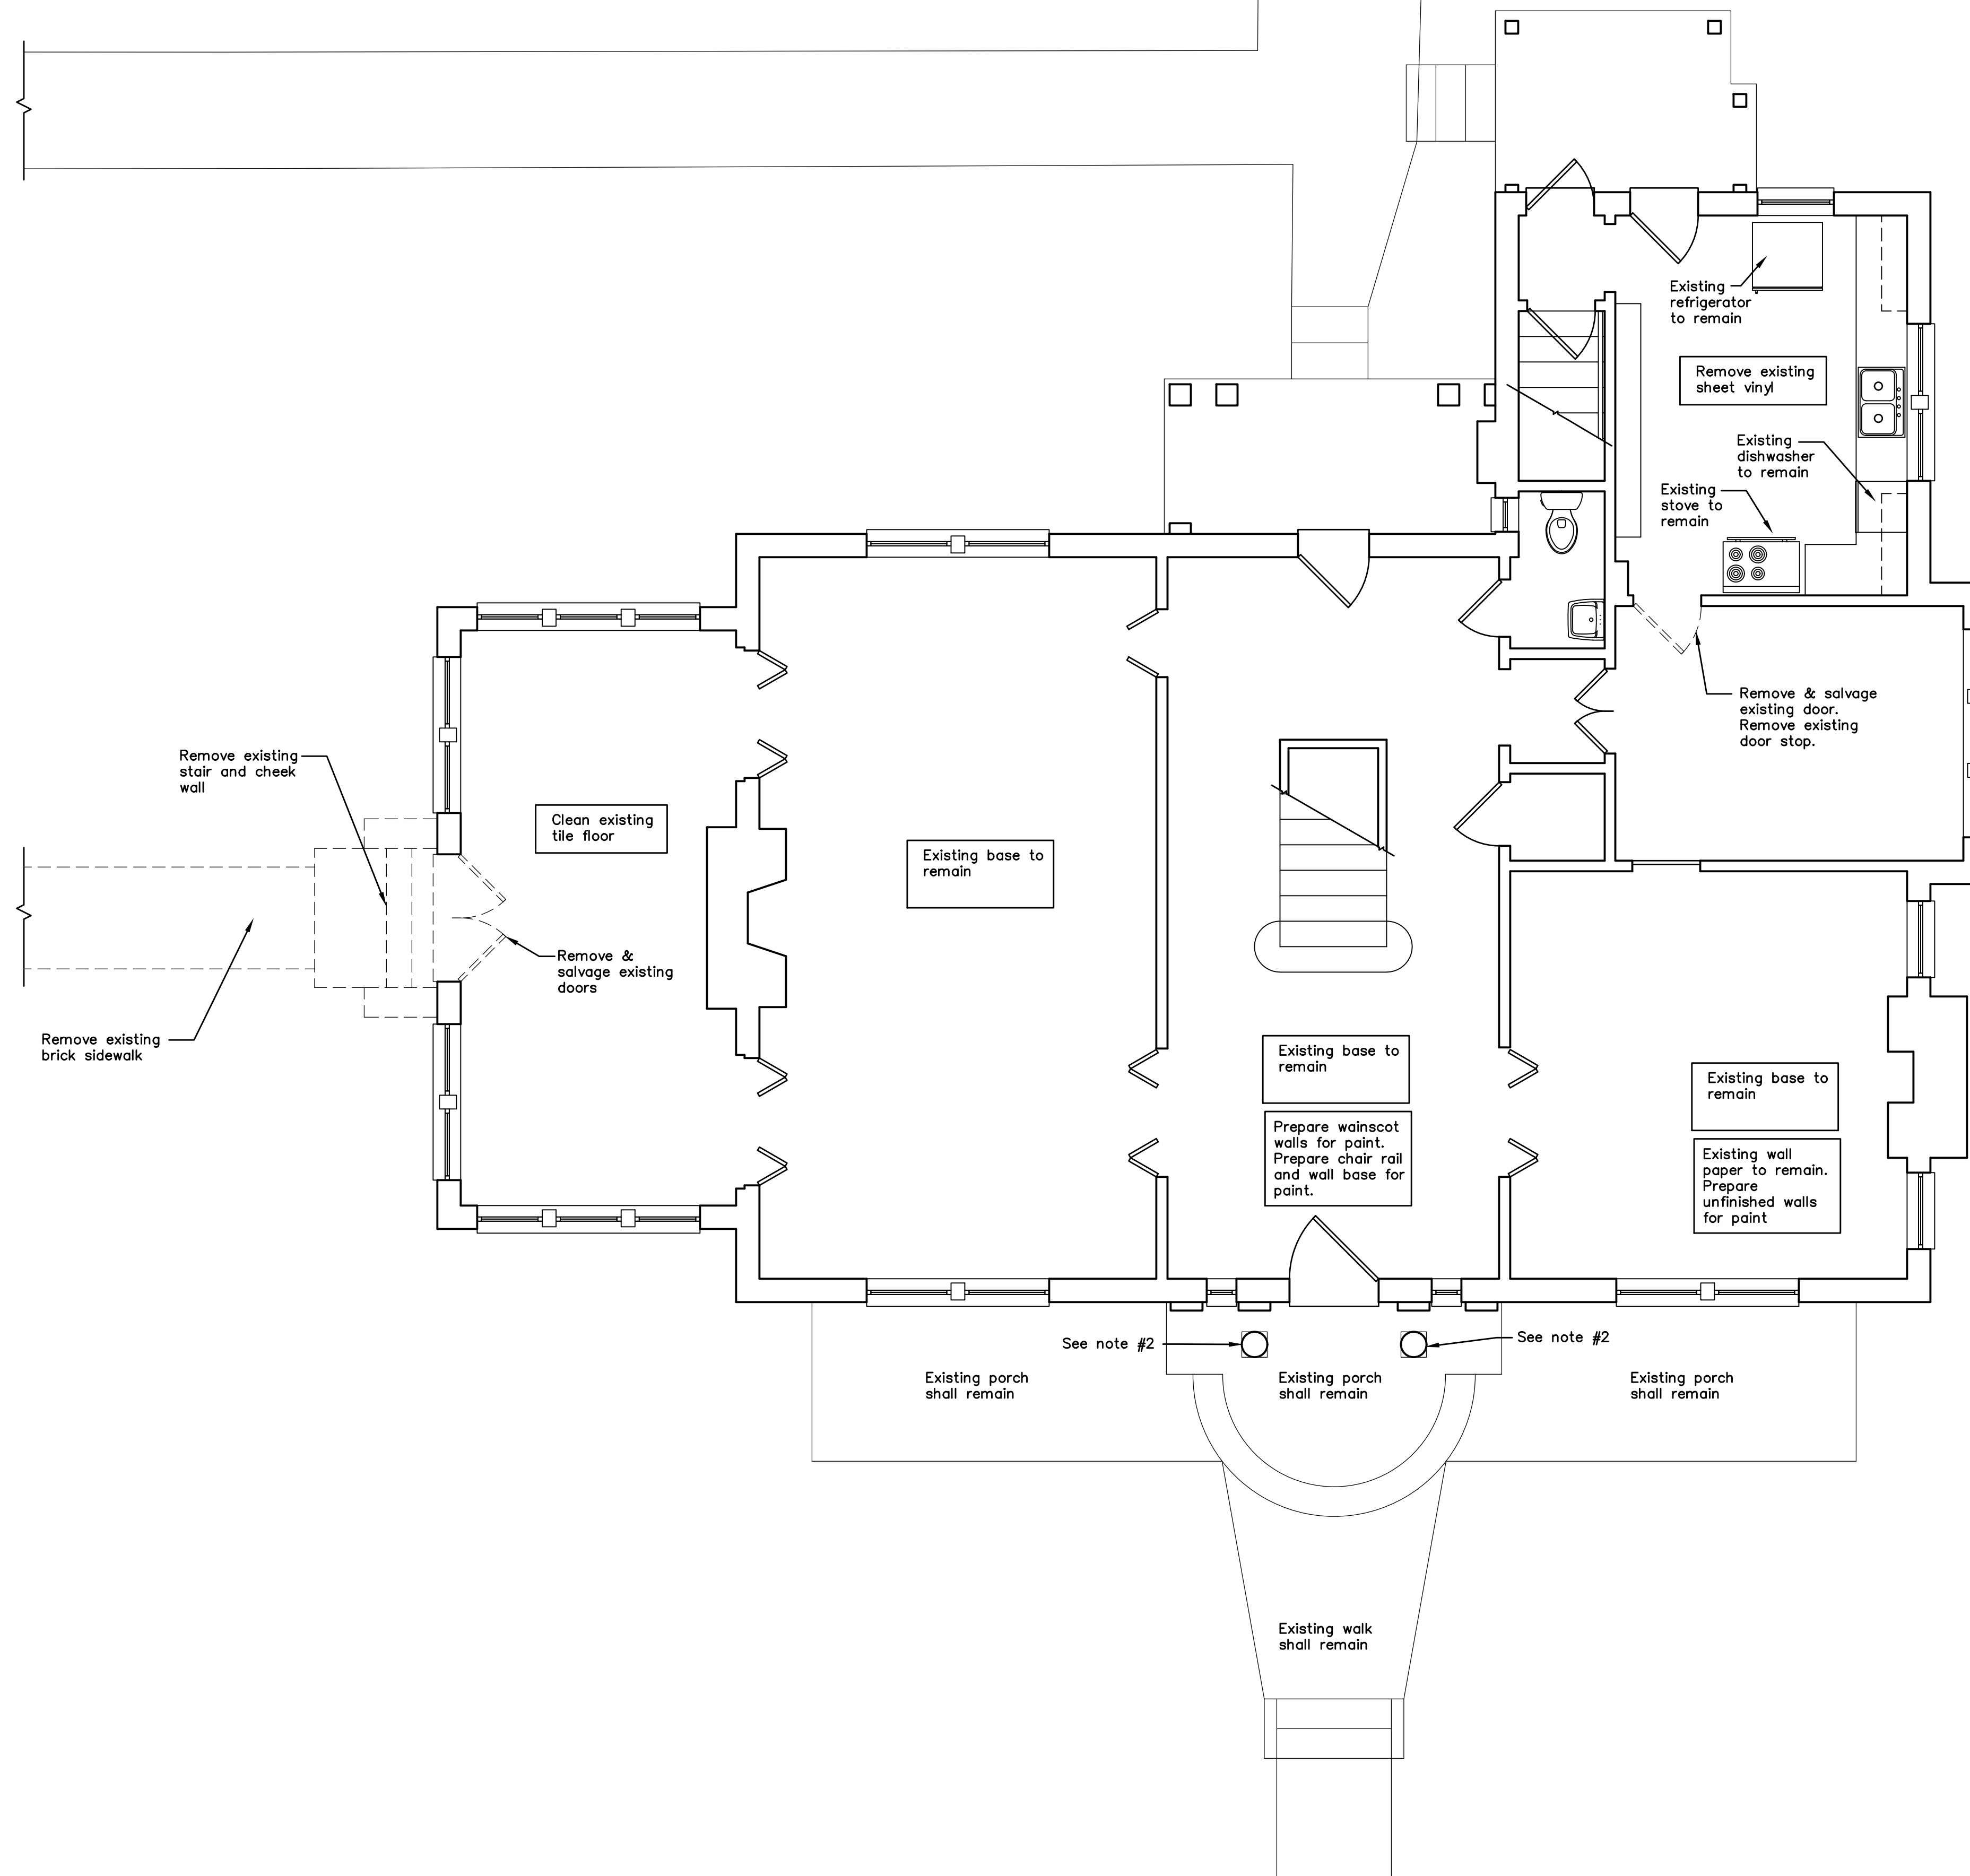 Existing
refrigerator
to remain
Remove existing
sheet vinyl
Existing
dishwasher
to remain
Existing
stove to
remain
Remove & salvage
existing door.
Remove existing
door stop.
Remove existing
stair and cheek
wall
Clean existing
tile floor
Existing base to
remain
Remove &
salvage existing
doors
Remove existing
brick sidewalk
Existing base to
remain
Prepare wainscot
walls for paint.
Prepare chair rail
and wall base for
paint.
Existing base to
remain
Existing wall
paper to remain.
Prepare
unfinished walls
for paint
See note #2
See note #2
Existing porch
shall remain
Existing porch
shall remain
Existing porch
shall remain
Existing walk
shall remain